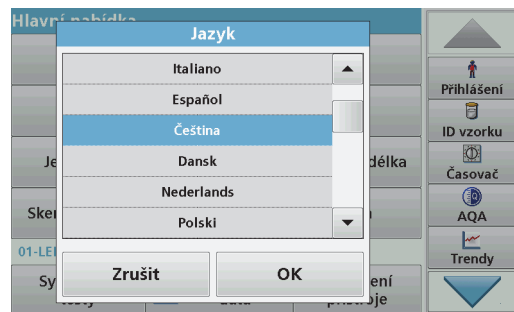 Hlavní nabídka
Jazyk
Italiano
Español
Čeština
Dansk
Nederlands
Polski
Zrušit
OK
Přihlášení
ID vzorku
Časovač
AQA
Trendy